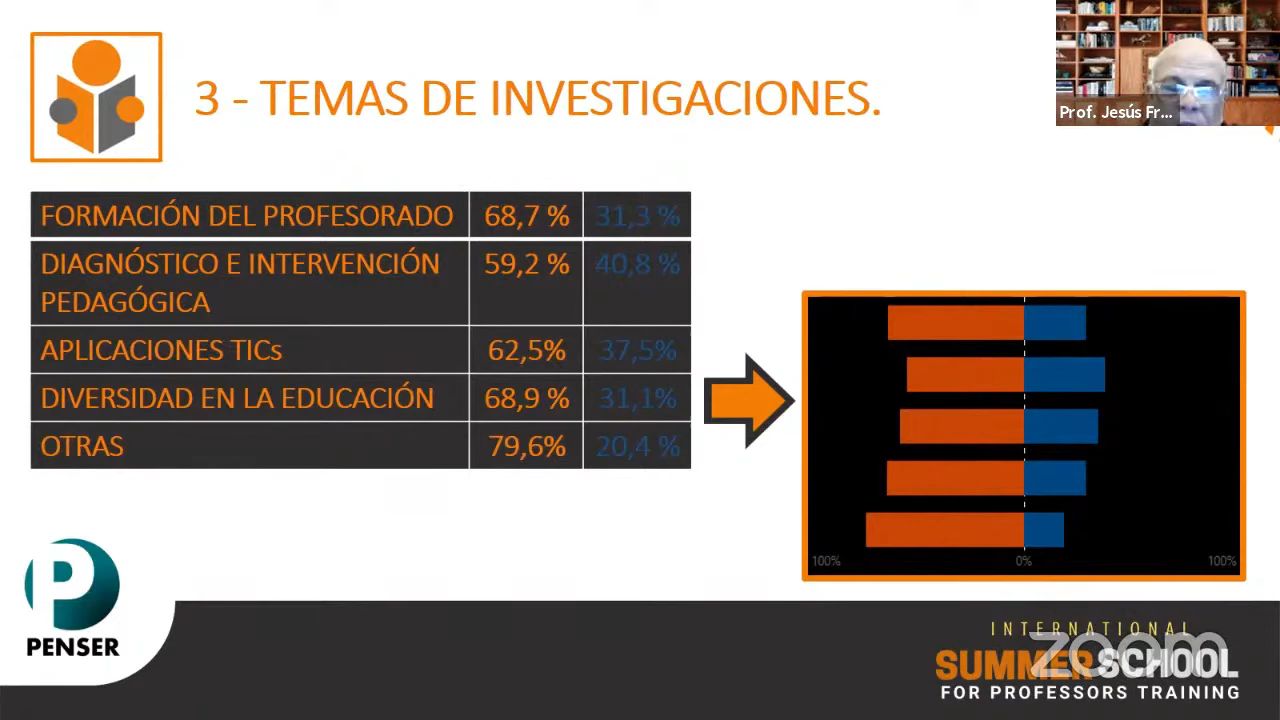 3 - TEMAS DE INVESTIGACIONES.
Prof. Jesús Fr...
FORMACIÓN DEL PROFESORADO 68,7 % 31,3 %
DIAGNÓSTICO E INTERVENCIÓN 59,2 % 40,8 %
PEDAGÓGICA
APLICACIONES TICs 62,5% 37,5%
DIVERSIDAD EN LA EDUCACIÓN 68,9 % 31,1%
OTRAS 79,6% 20,4 %
100% 0% 100%
P
PENSER
INTERNATIONAL
SUMMER SCHOOL
zoom
FOR PROFESSORS TRAINING